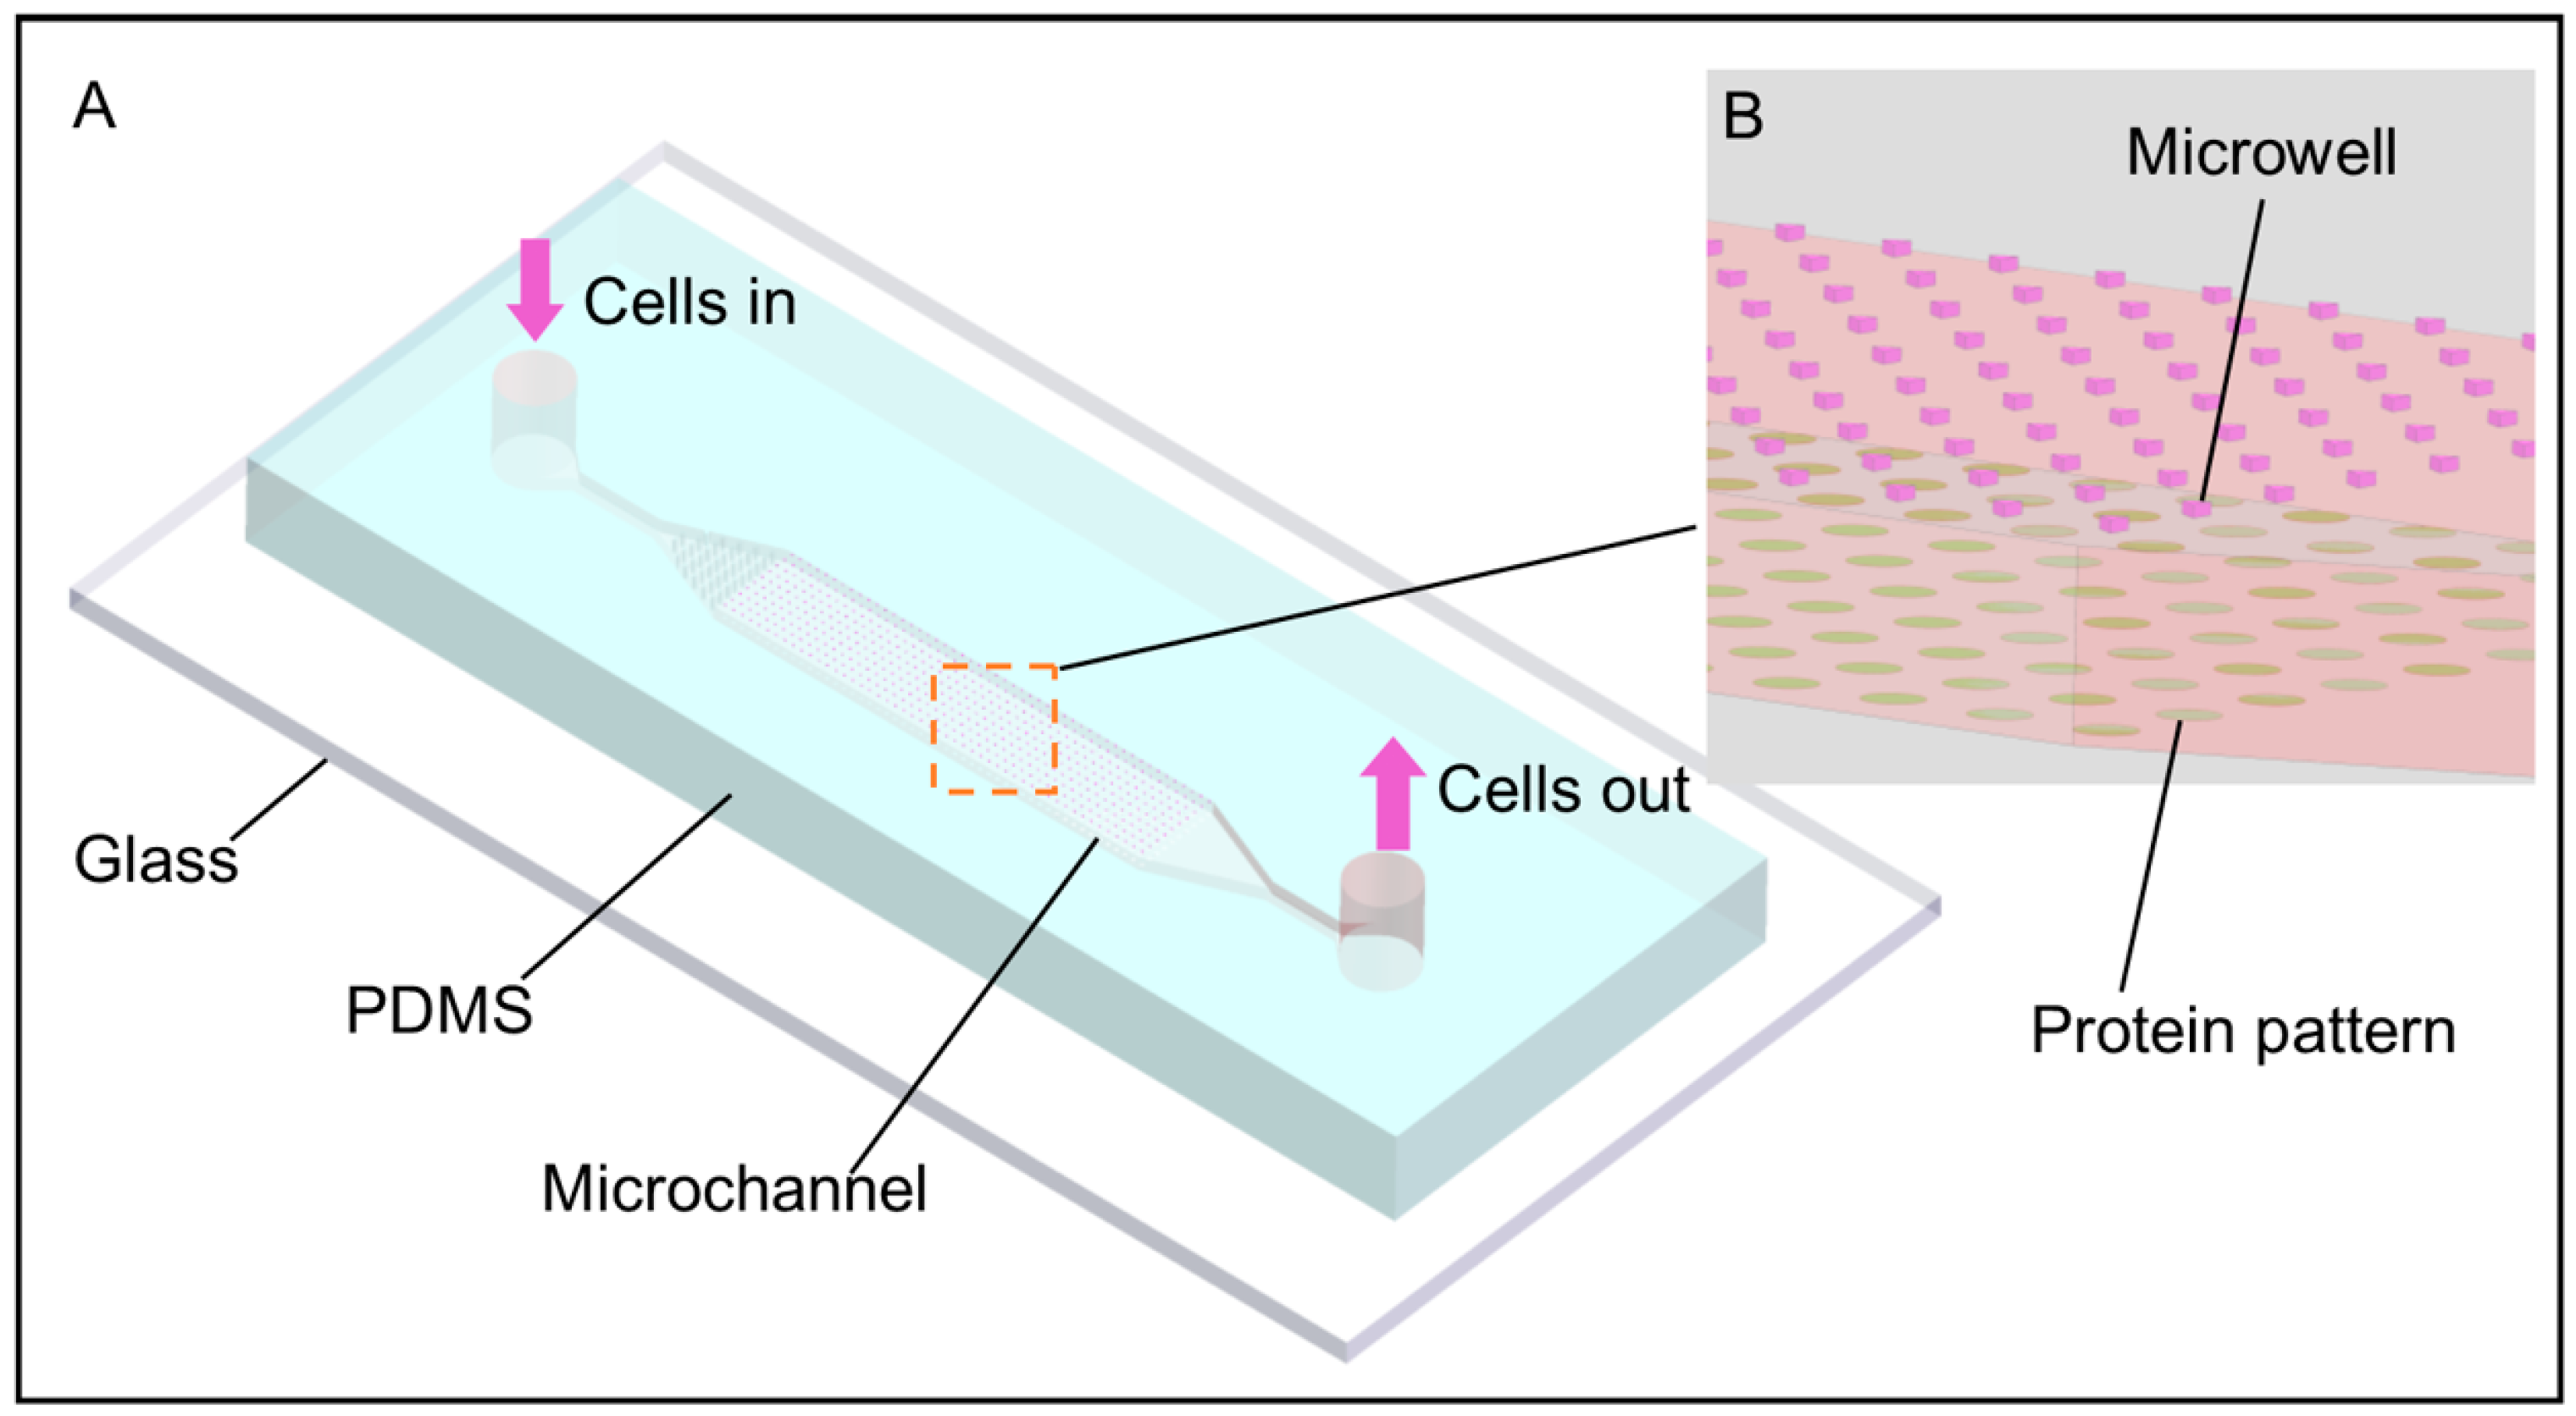 A
B
Microwell
Cells in
Cells out
Glass
PDMS
Protein pattern
Microchannel